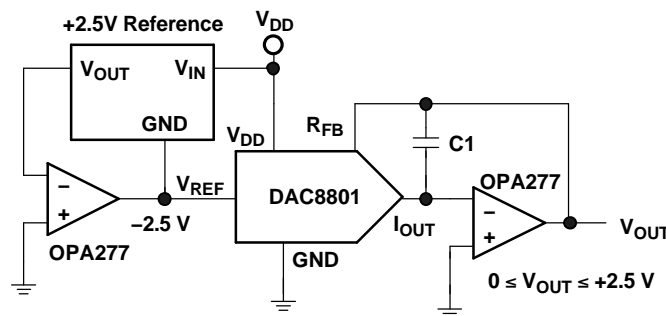 +2.5V Reference
VDD
VOUT
VIN
GND
VDD
RFB
C1
OPA277
−
+
VREF
−2.5 V
DAC8801
IOUT
−
+
VOUT
OPA277
GND
0 ≤ VOUT ≤ +2.5 V